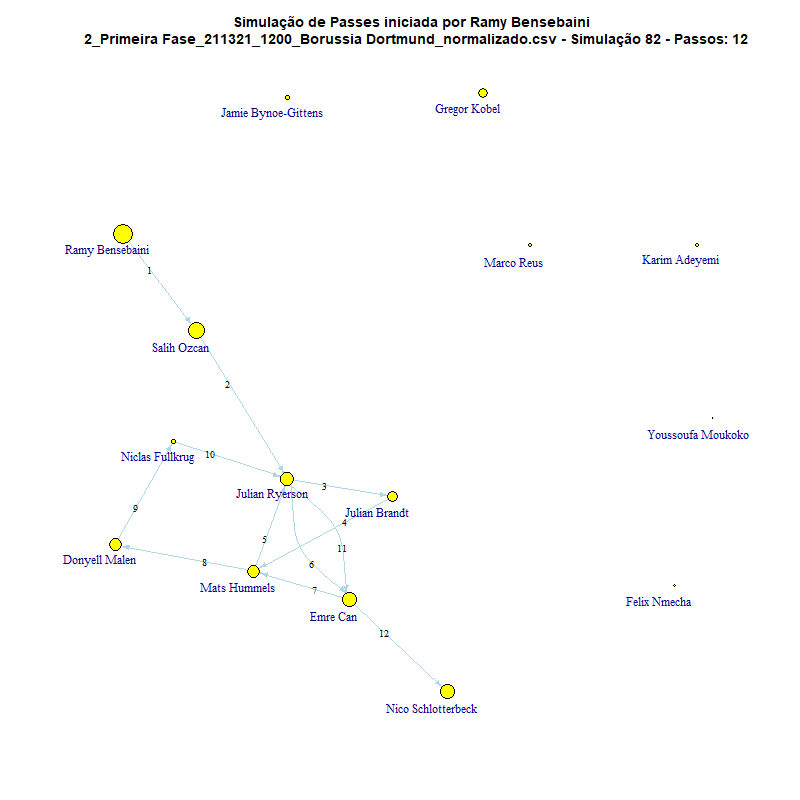 Simulação de Passes iniciada por Ramy Bensebaini
2_Primeira Fase_211321_1200_Borussia Dortmund_normalizado.csv - Simulação 82 - Passos: 12
Jamie Bynoe-Gittens
Gregor Kobel
Ramy Bensebaini
Marco Reus
Karim Adeyemi
1
Salih Ozcan
2
Youssoufa Moukoko
Niclas Fullkrug
10
Julian Ryerson
3
Julian Brandt
9
4
5
11
Donyell Malen
8
6
Mats Hummels
7
Felix Nmecha
Emre Can
12
Nico Schlotterbeck